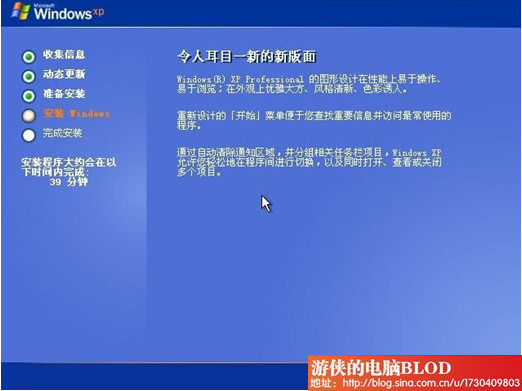 Microsoft
Windows xp
收集信息
动态更新
准备安装
安装 Windows
完成安装
安装程序大约会在以
下时间内完成:
39 分钟
令人耳目一新的新版面
Windows(R) XP Professional 的图形设计在性能上易于操作、
易于浏览;在外观上优雅大方、风格清新、色彩诱人。
重新设计的「开始」菜单便于您查找重要信息并访问最常使用的
程序。
通过自动清除通知区域,并分组相关任务栏项目,Windows XP
允许您轻松地在程序间进行切换,以及同时打开、查看或关闭
多个项目。
游侠的电脑BLOD
地址: http://blog.sina.com.cn/u/1730409803